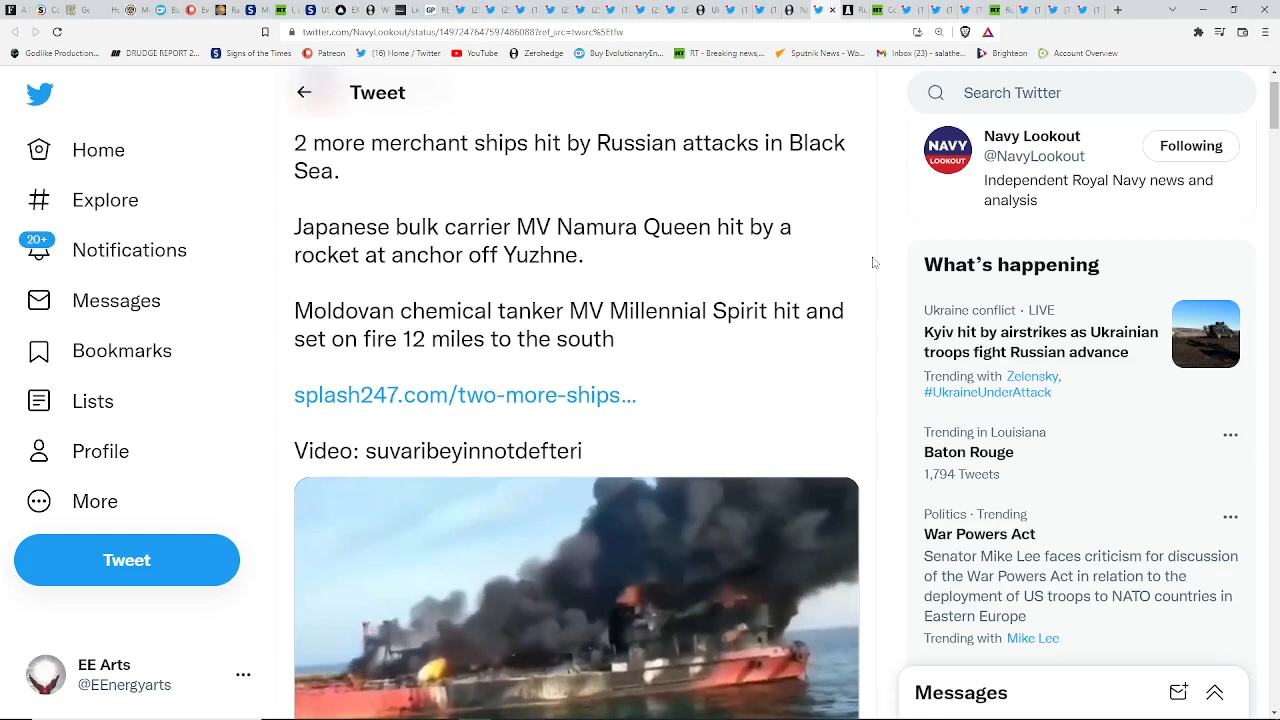 twitter.com/NavyLookout/status/1497247647597486088?ref_src=twsrc%5Etfw
Godlike Production... DRUDGE REPORT 2... Signs of the Times Patreon (16) Home / Twitter YouTube Zerohedge Buy EvolutionaryEn... RT - Breaking news,... Sputnik News - Wo... Inbox (23) - salathe... Brighteon Account Overview
Tweet
Search Twitter
2 more merchant ships hit by Russian attacks in Black
Sea.
Japanese bulk carrier MV Namura Queen hit by a
rocket at anchor off Yuzhne.
Moldovan chemical tanker MV Millennial Spirit hit and
set on fire 12 miles to the south
splash247.com/two-more-ships...
Video: suvaribeyinnotdefteri
Home
Explore
20+
Notifications
Messages
Bookmarks
Lists
Profile
More
Tweet
EE Arts
@EEnergyarts
NAVY
LOOKOUT
Navy Lookout
@NavyLookout
Following
Independent Royal Navy news and
analysis
What's happening
Ukraine conflict · LIVE
Kyiv hit by airstrikes as Ukrainian
troops fight Russian advance
Trending with Zelensky,
#UkraineUnderAttack
Trending in Louisiana
Baton Rouge
1,794 Tweets
Politics · Trending
War Powers Act
Senator Mike Lee faces criticism for discussion
of the War Powers Act in relation to the
deployment of US troops to NATO countries in
Eastern Europe
Trending with Mike Lee
Messages